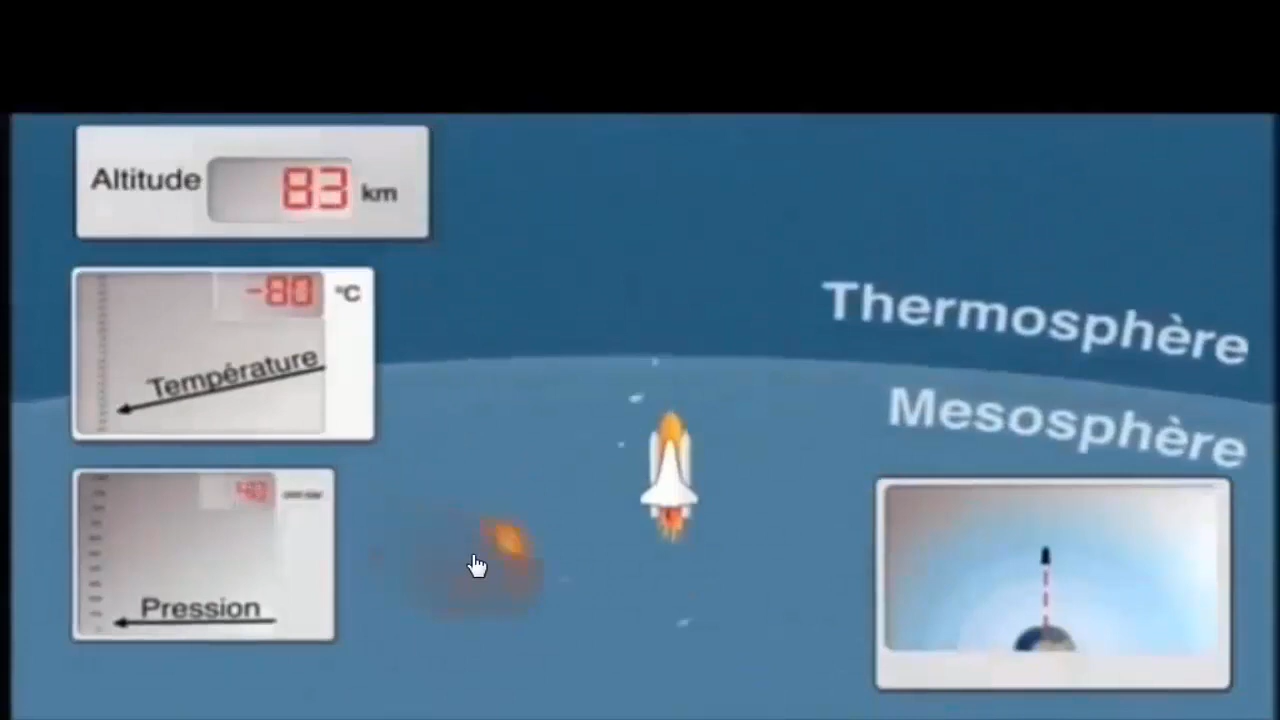 Altitude 83 km
-80 °C
Température
Pression
Thermosphère
Mesosphère